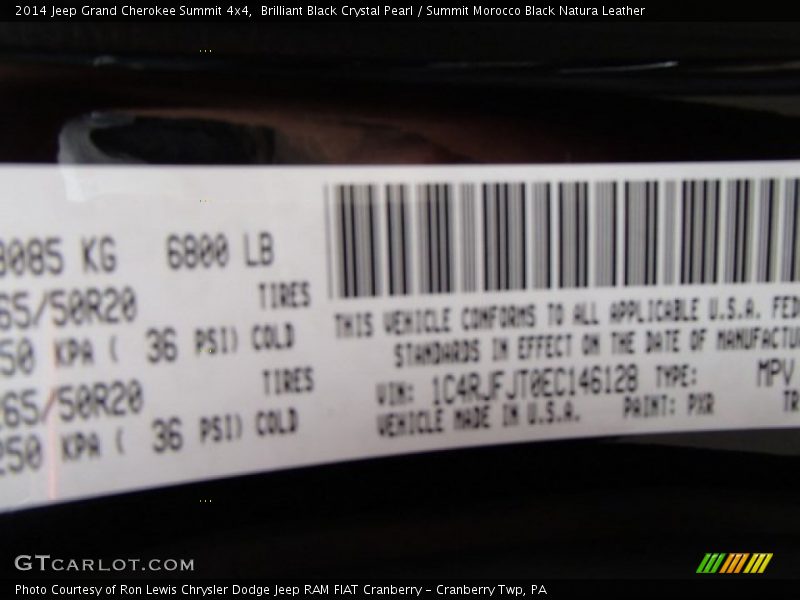 2014 Jeep Grand Cherokee Summit 4x4,  Brilliant Black Crystal Pearl / Summit Morocco Black Natura Leather
3085 KG 6800 LB
65/50R20 TIRES
50 KPA ( 36 PSI) COLD
265/50R20 TIRES
250 KPA ( 36 PSI) COLD
THIS VEHICLE CONFORMS TO ALL APPLICABLE U.S.A. FED
STANDARDS IN EFFECT ON THE DATE OF MANUFACTU
VIN: 1C4RJFJT0EC146128 TYPE: MPV
VEHICLE MADE IN U.S.A. PAINT: PXR TR
GTCARLOT.COM
Photo Courtesy of Ron Lewis Chrysler Dodge Jeep RAM FIAT Cranberry – Cranberry Twp, PA